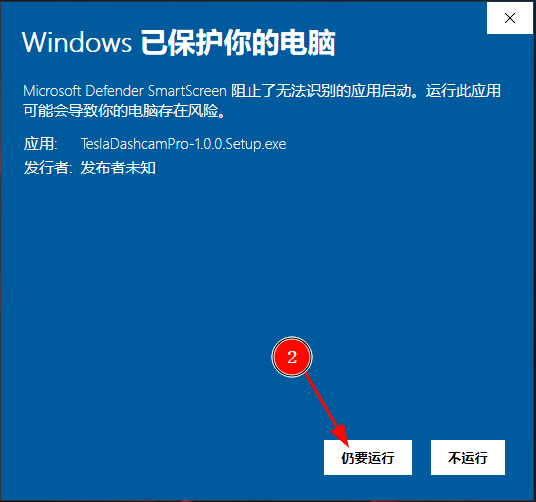 Windows 已保护你的电脑
Microsoft Defender SmartScreen 阻止了无法识别的应用启动。运行此应用
可能会导致你的电脑存在风险。
应用: TeslaDashcamPro-1.0.0.Setup.exe
发行者: 发布者未知
2
仍要运行 不运行